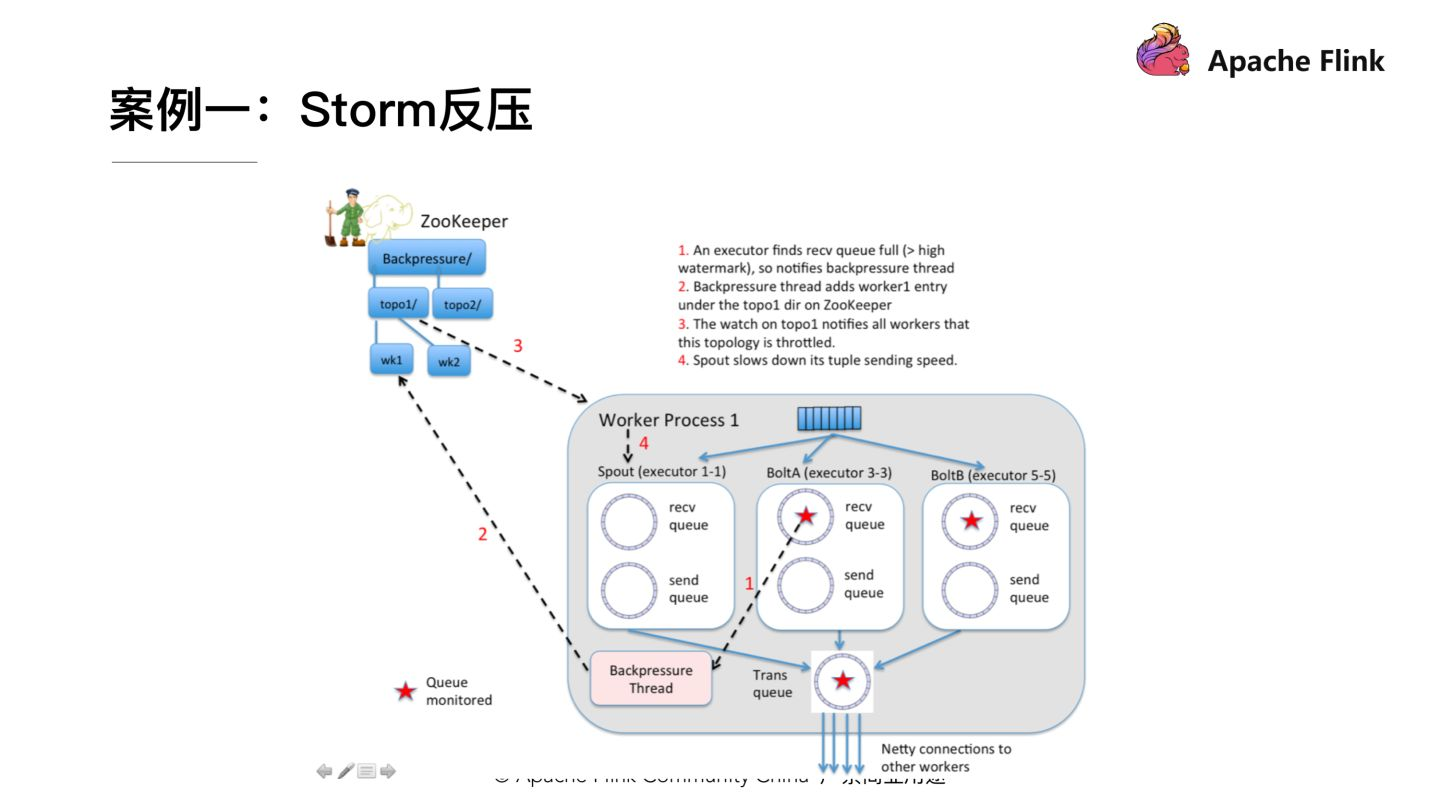 Apache Flink
案例一：Storm反压
ZooKeeper
Backpressure/
topo1/
topo2/
wk1
wk2
1. An executor finds recv queue full (> high
watermark), so notifies backpressure thread
2. Backpressure thread adds worker1 entry
under the topo1 dir on ZooKeeper
3. The watch on topo1 notifies all workers that
this topology is throttled.
4. Spout slows down its tuple sending speed.
3
Worker Process 1
4
Spout (executor 1-1)
BoltA (executor 3-3)
BoltB (executor 5-5)
recv
queue
recv
queue
recv
queue
2
send
queue
1
send
queue
send
queue
Backpressure
Thread
Trans
queue
Queue
monitored
Netty connections to
other workers
© Apache Flink Community China